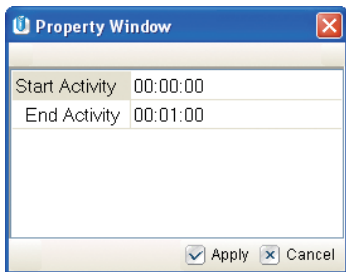 Property Window
Start Activity 00:00:00
End Activity 00:01:00
Apply Cancel